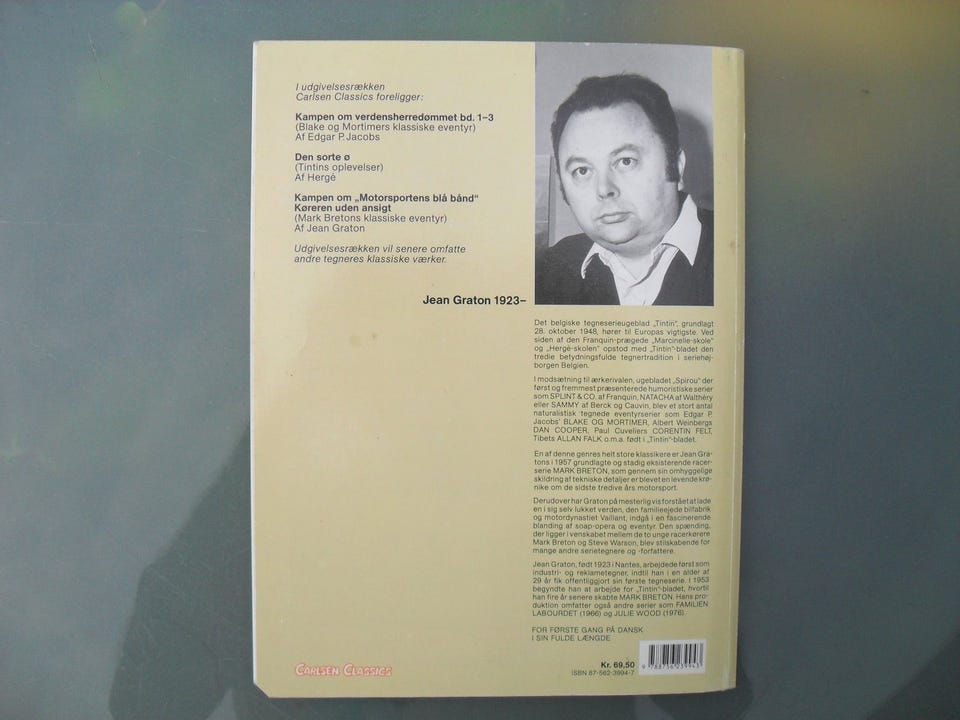 I udgivelsesrækken
Carlsen Classics foreligger:
Kampen om verdensherredømmet bd. 1–3
(Blake og Mortimers klassiske eventyr)
Af Edgar P. Jacobs
Den sorte ø
(Tintins oplevelser)
Af Hergé
Kampen om „Motorsportens blå bånd“
Køreren uden ansigt
(Mark Bretons klassiske eventyr)
Af Jean Graton
Udgivelsesrækken vil senere omfatte
andre tegneres klassiske værker.
Jean Graton 1923–
Det belgiske tegneserieugeblad „Tintin“, grundlagt
28. oktober 1948, hører til Europas vigtigste. Ved
siden af den Franquin-prægede „Marcinelle-skole“
og „Hergé-skolen“ opstod med „Tintin“-bladet den
tredie betydningsfulde tegnertradition i seriehøj-
borgen Belgien.
I modsætning til ærkerivalen, ugebladet „Spirou“ der
først og fremmest præsenterede humoristiske serier
som SPLINT & CO. af Franquin, NATACHA af Walthéry
eller SAMMY af Berck og Cauvin, blev et stort antal
naturalistisk tegnede eventyrserier som Edgar P.
Jacobs' BLAKE OG MORTIMER, Albert Weinbergs
DAN COOPER, Paul Cuveliers CORENTIN FELT,
Tibets ALLAN FALK o.m.a. født i „Tintin“-bladet.
En af denne genres helt store klassikere er Jean Gra-
tons i 1957 grundlagte og stadig eksisterende racer-
serie MARK BRETON, som gennem sin omhyggelige
skildring af tekniske detaljer er blevet en levende krø-
nike om de sidste tredive års motorsport.
Derudover har Graton på mesterlig vis forstået at lade
en i sig selv lukket verden, den familieejede bilfabrik
og motordynastiet Vaillant, indgå i en fascinerende
blanding af soap-opera og eventyr. Den spænding,
der ligger i venskabet mellem de to unge racerkørere
Mark Breton og Steve Warson, blev stilskabende for
mange andre serietegnere og -forfattere.
Jean Graton, født 1923 i Nantes, arbejdede først som
industri- og reklametegner, indtil han i en alder af
29 år fik offentliggjort sin første tegneserie. I 1953
begyndte han at arbejde for „Tintin“-bladet, hvortil
han fire år senere skabte MARK BRETON. Hans pro-
duktion omfatter også andre serier som FAMILIEN
LABOURDET (1966) og JULIE WOOD (1976).
FOR FØRSTE GANG PÅ DANSK
I SIN FULDE LÆNGDE
CARLSEN CLASSICS
Kr. 69,50
ISBN 87-562-3994-7
9 788756 239943